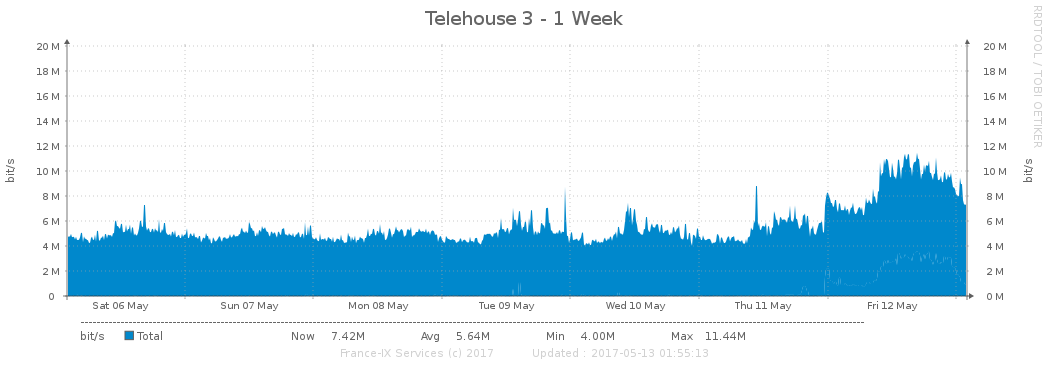 Telehouse 3 - 1 Week
RRDTOOL / TOBI OETIKER
bit/s
bit/s
20 M 20 M
18 M 18 M
16 M 16 M
14 M 14 M
12 M 12 M
10 M 10 M
8 M 8 M
6 M 6 M
4 M 4 M
2 M 2 M
0 0 M
Sat 06 May Sun 07 May Mon 08 May Tue 09 May Wed 10 May Thu 11 May Fri 12 May
bit/s Total Now 7.42M Avg 5.64M Min 4.00M Max 11.44M
France-IX Services (c) 2017 Updated : 2017-05-13 01:55:13